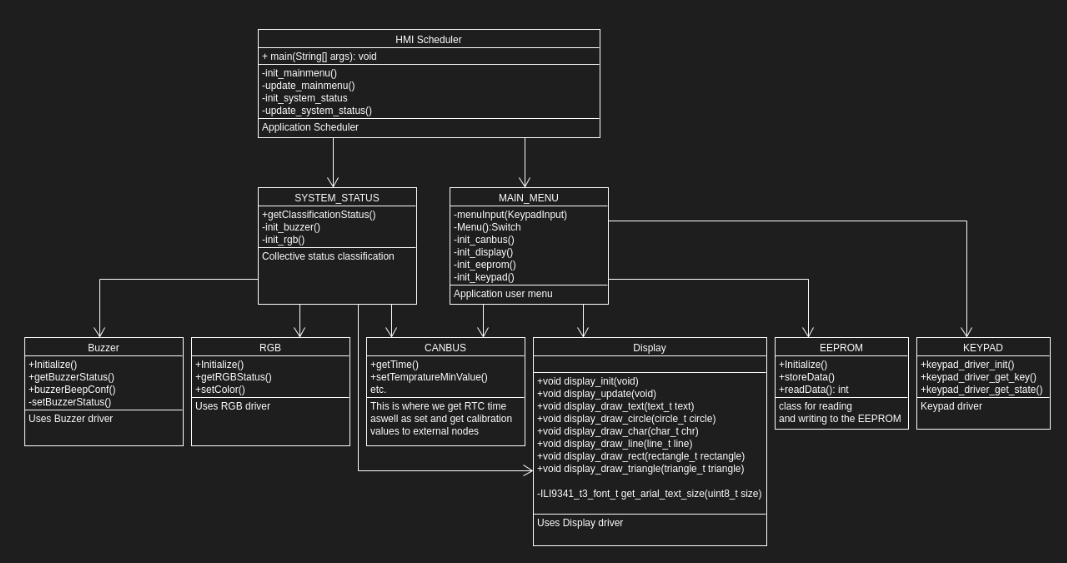 HMI Scheduler
+ main(String[] args): void
-init_mainmenu()
-update_mainmenu()
-init_system_status
-update_system_status()
Application Scheduler
SYSTEM_STATUS
+getClassificationStatus()
-init_buzzer()
-init_rgb()
Collective status classification
MAIN_MENU
-menuInput(KeypadInput)
-Menu():Switch
-init_canbus()
-init_display()
-init_eeprom()
-init_keypad()
Application user menu
Buzzer
+Initialize()
+getBuzzerStatus()
+buzzerBeepConf()
-setBuzzerStatus()
Uses Buzzer driver
RGB
+Initialize()
+getRGBStatus()
+setColor()
Uses RGB driver
CANBUS
+getTime()
+setTempratureMinValue()
etc.
This is where we get RTC time
aswell as set and get calibration
values to external nodes
Display
+void display_init(void)
+void display_update(void)
+void display_draw_text(text_t text)
+void display_draw_circle(circle_t circle)
+void display_draw_char(char_t chr)
+void display_draw_line(line_t line)
+void display_draw_rect(rectangle_t rectangle)
+void display_draw_triangle(triangle_t triangle)
-ILI9341_t3_font_t get_arial_text_size(uint8_t size)
Uses Display driver
EEPROM
+Initialize()
+storeData()
+readData(): int
class for reading
and writing to the EEPROM
KEYPAD
+keypad_driver_init()
+keypad_driver_get_key()
+keypad_driver_get_state()
Keypad driver